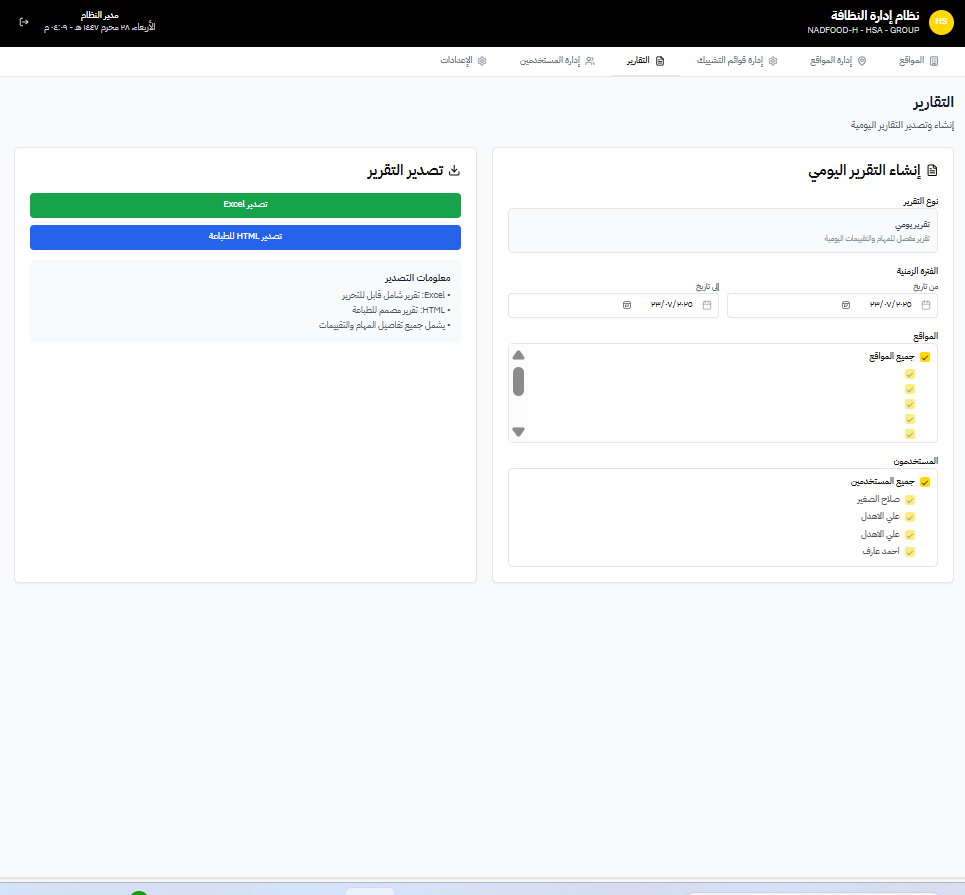 HS
نظام إدارة النظافة
NADFOOD-H - HSA - GROUP
مدير النظام
الأربعاء، ٢٨ محرم ١٤٤٧ هـ - ٠٤:٠٩ م
المواقع
إدارة المواقع
إدارة قوائم التشييك
التقارير
إدارة المستخدمين
الإعدادات
التقارير
إنشاء وتصدير التقارير اليومية
إنشاء التقرير اليومي
نوع التقرير
تقرير يومي
تقرير مفصل للمهام والتقييمات اليومية
الفترة الزمنية
من تاريخ
٢٣/٠٧/٢٠٢٥
إلى تاريخ
٢٣/٠٧/٢٠٢٥
المواقع
جميع المواقع
المستخدمون
جميع المستخدمين
صلاح الصغير
علي الاهدل
علي الاهدل
احمد عارف
تصدير التقرير
تصدير Excel
تصدير HTML للطباعة
معلومات التصدير
• Excel: تقرير شامل قابل للتحرير
• HTML: تقرير مصمم للطباعة
• يشمل جميع تفاصيل المهام والتقييمات